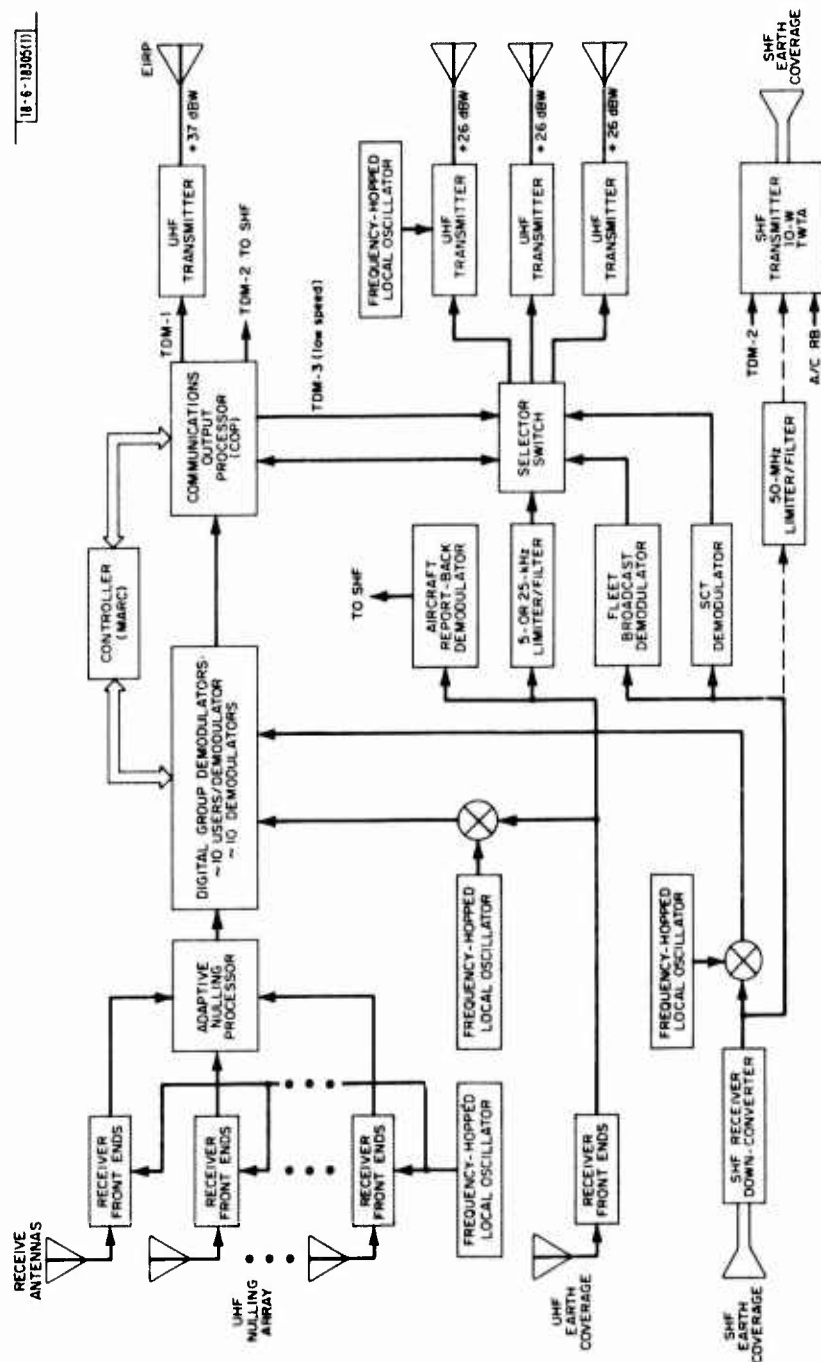 18-6-18305(1)
RECEIVE
ANTENNAS
RECEIVER
FRONT ENDS
RECEIVER
FRONT ENDS
UHF
NULLING
ARRAY
RECEIVER
FRONT ENDS
FREQUENCY-HOPPED
LOCAL OSCILLATOR
ADAPTIVE
NULLING
PROCESSOR
CONTROLLER
(MARC)
DIGITAL GROUP DEMODULATORS-
~10 USERS/DEMODULATOR
~10 DEMODULATORS
COMMUNICATIONS
OUTPUT
PROCESSOR
(COP)
TDM-1
UHF
TRANSMITTER
+37 dBW
EIRP
TDM-2 TO SHF
TDM-3 (low speed)
FREQUENCY-HOPPED
LOCAL OSCILLATOR
UHF
TRANSMITTER
+26 dBW
UHF
TRANSMITTER
+26 dBW
UHF
TRANSMITTER
+26 dBW
SELECTOR
SWITCH
TO SHF
AIRCRAFT
REPORT-BACK
DEMODULATOR
5-OR 25-kHz
LIMITER/FILTER
FLEET
BROADCAST
DEMODULATOR
SCT
DEMODULATOR
FREQUENCY-HOPPED
LOCAL OSCILLATOR
UHF
EARTH
COVERAGE
RECEIVER
FRONT ENDS
FREQUENCY-HOPPED
LOCAL OSCILLATOR
SHF
EARTH
COVERAGE
SHF RECEIVER
DOWN-CONVERTER
50-MHz
LIMITER/FILTER
TDM-2
A/C RB
SHF
TRANSMITTER
10-W
TWTA
SHF
EARTH
COVERAGE